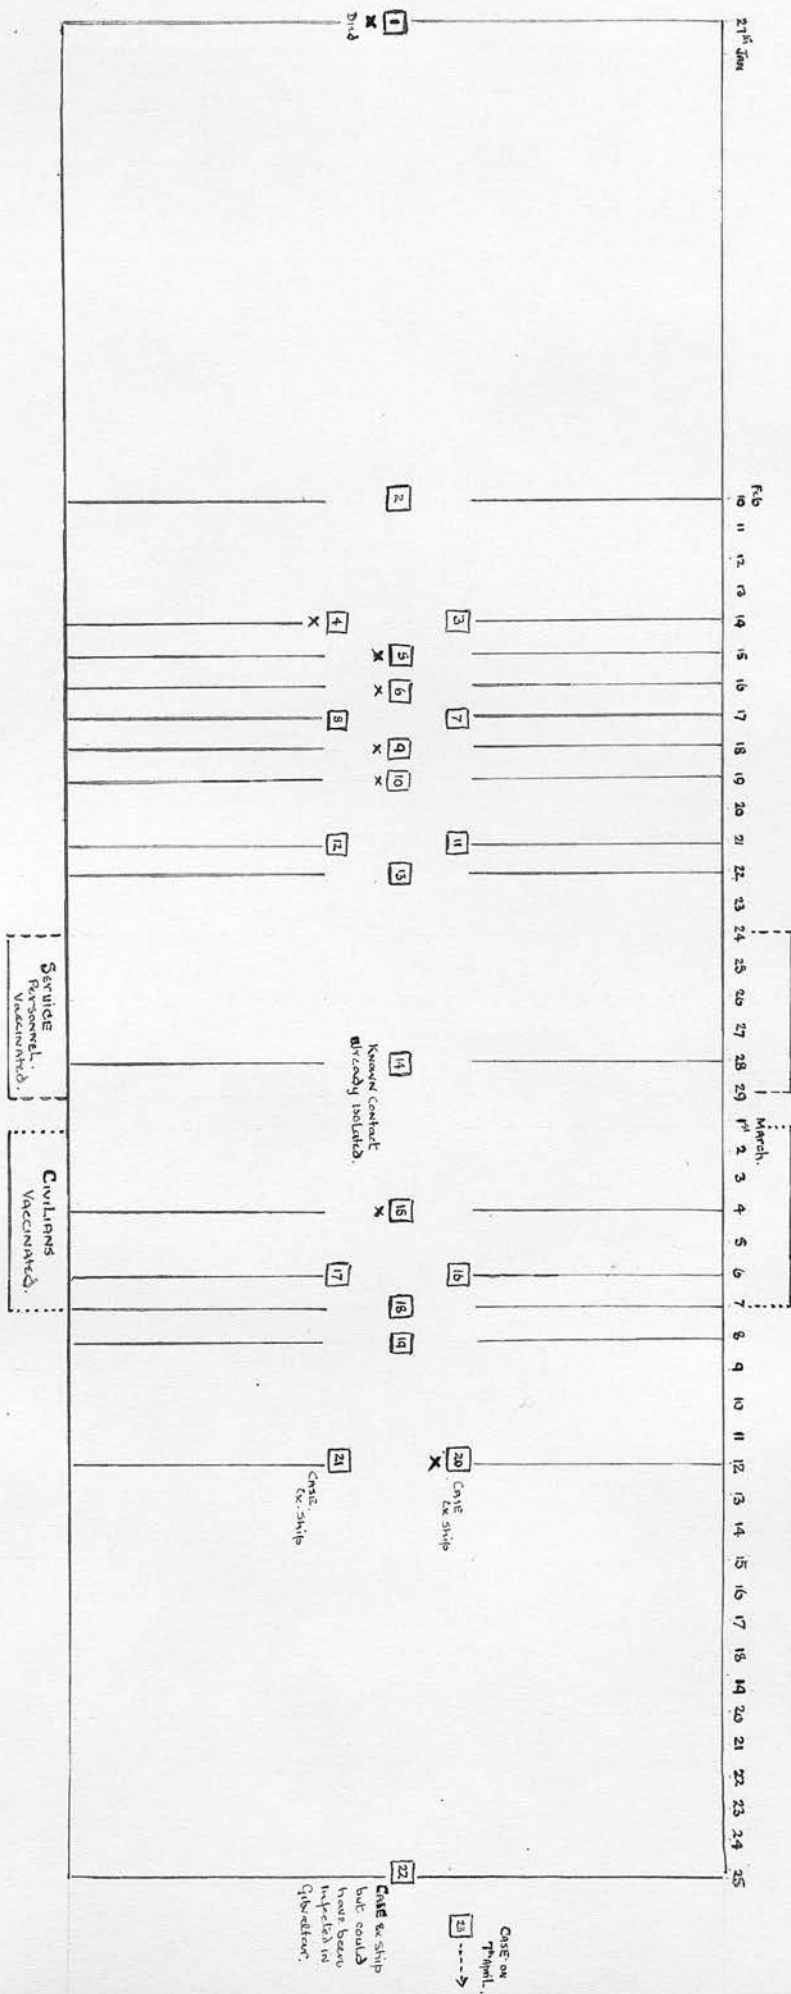 27th JAN
Feb
10 11 12 13 14 15 16 17 18 19 20 21 22 23 24 25 26 27 28 29
March.
1st 2 3 4 5 6 7 8 9 10 11 12 13 14 15 16 17 18 19 20 21 22 23 24 25
1
X
Died
2
3
4
X
5
X
6
X
7
8
9
X
10
X
11
12
13
14
Known Contact
already isolated.
15
X
16
17
18
19
20
X
CASE
ex ship
21
CASE.
ex. ship
22
CASE ex ship
but could
have been
infected in
Gibraltar.
23
CASE on
7th April.
SERVICE
Personnel.
Vaccinated.
CIVILIANS
Vaccinated.